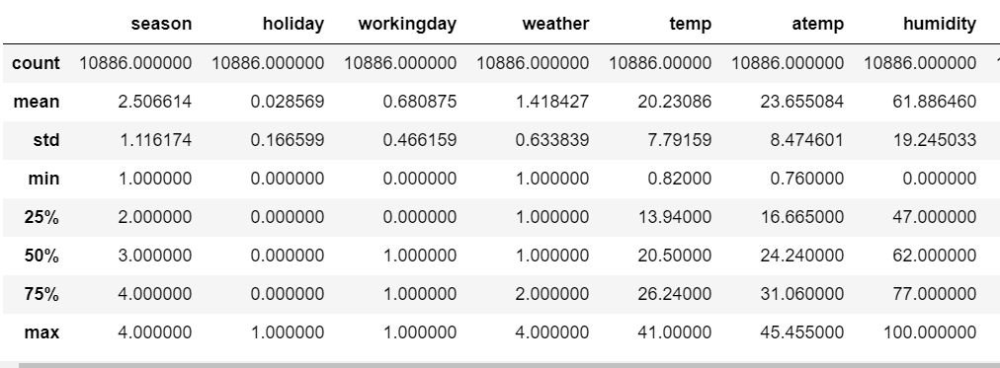 season holiday workingday weather temp atemp humidity
count 10886.000000 10886.000000 10886.000000 10886.000000 10886.00000 10886.000000 10886.000000
mean 2.506614 0.028569 0.680875 1.418427 20.23086 23.655084 61.886460
std 1.116174 0.166599 0.466159 0.633839 7.79159 8.474601 19.245033
min 1.000000 0.000000 0.000000 1.000000 0.82000 0.760000 0.000000
25% 2.000000 0.000000 0.000000 1.000000 13.94000 16.665000 47.000000
50% 3.000000 0.000000 1.000000 1.000000 20.50000 24.240000 62.000000
75% 4.000000 0.000000 1.000000 2.000000 26.24000 31.060000 77.000000
max 4.000000 1.000000 1.000000 4.000000 41.00000 45.455000 100.000000